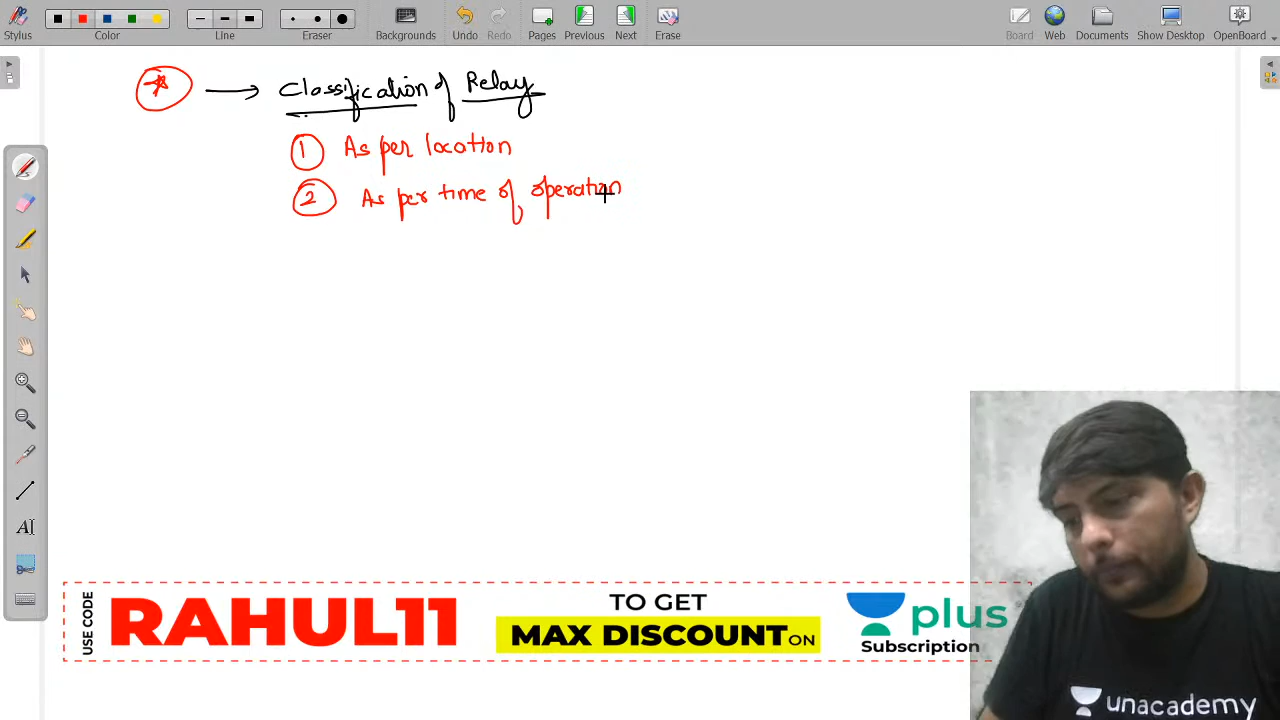 Stylus
Color
Line
Eraser
Backgrounds
Undo
Redo
Pages
Previous
Next
Erase
Board
Web
Documents
Show Desktop
OpenBoard
Classification of Relay
1 As per location
2 As per time of operation
AI
USE CODE
RAHUL11
TO GET
MAX DISCOUNT ON
plus
Subscription
unacademy